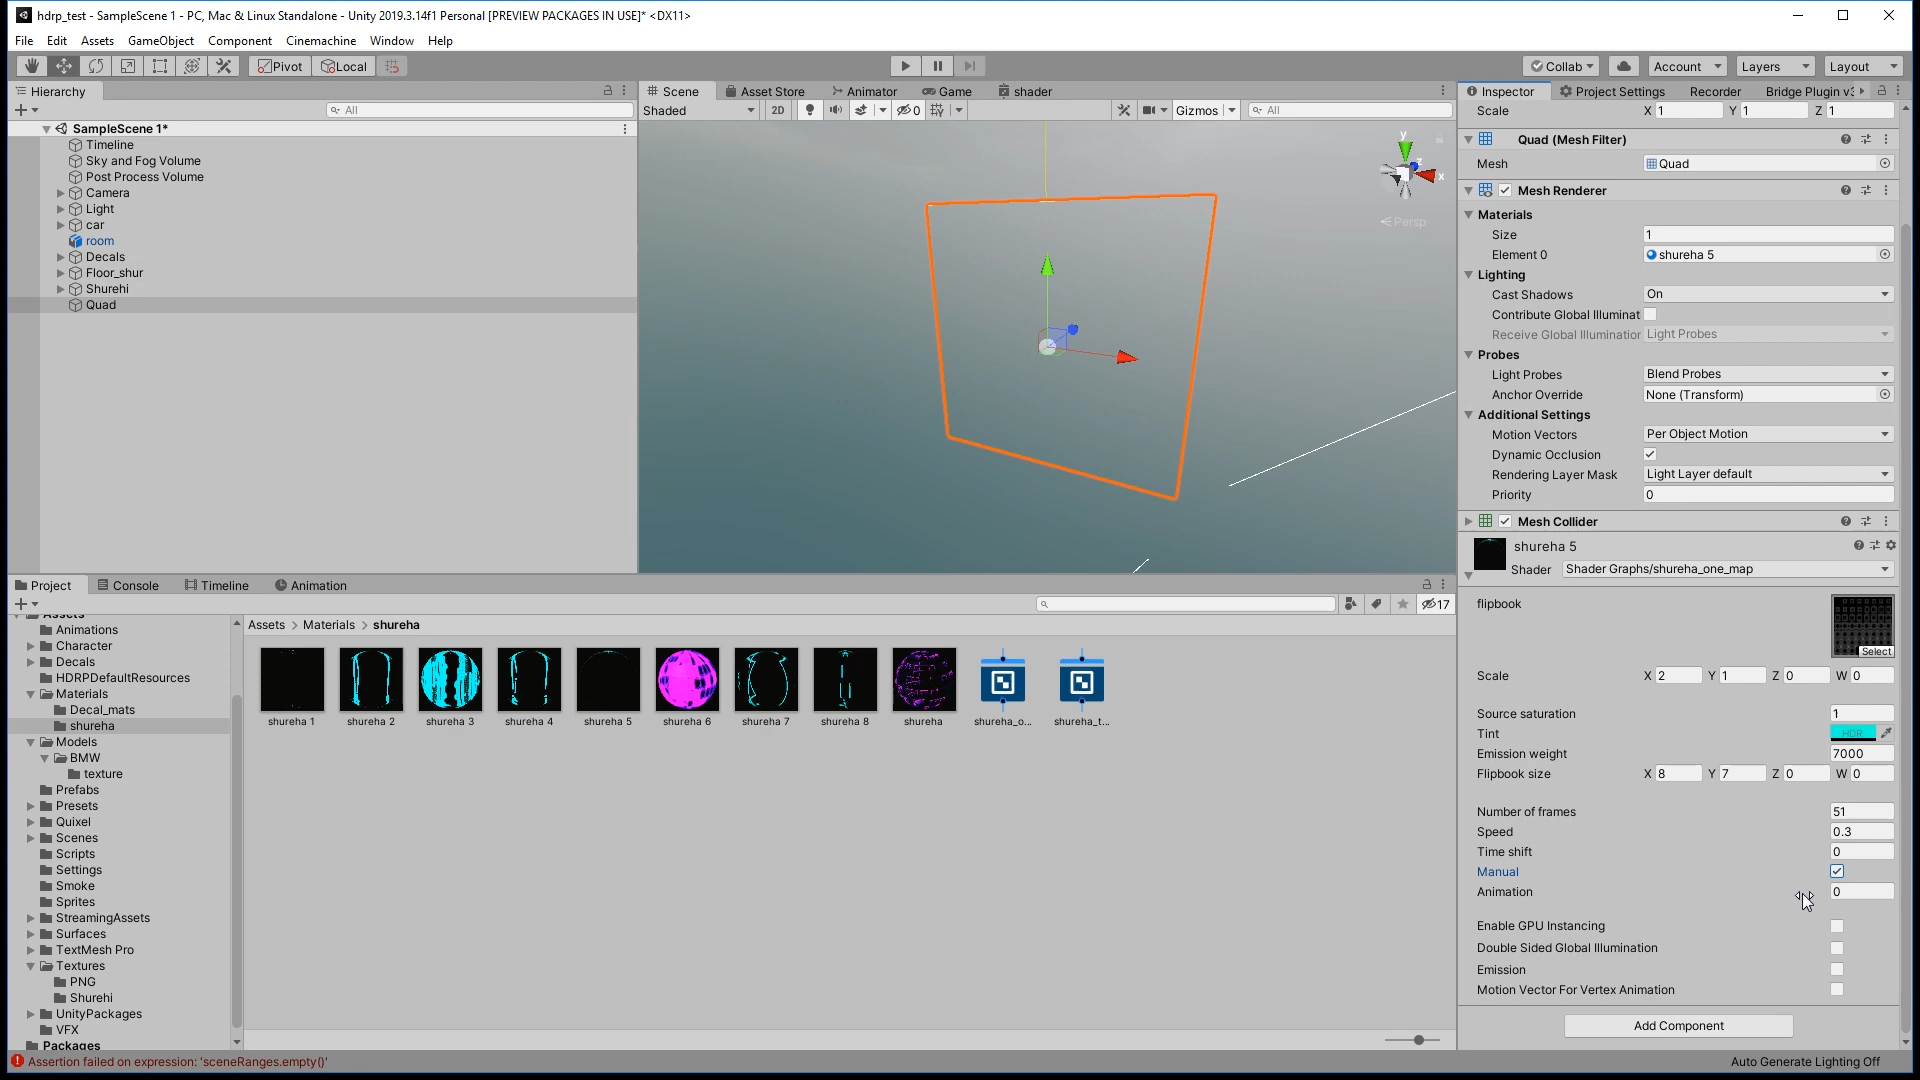 hdrp_test - SampleScene 1 - PC, Mac & Linux Standalone - Unity 2019.3.14f1 Personal [PREVIEW PACKAGES IN USE]* <DX11>
File Edit Assets GameObject Component Cinemachine Window Help
Pivot Local Collab Account Layers Layout
Hierarchy
All
SampleScene 1*
Timeline
Sky and Fog Volume
Post Process Volume
Camera
Light
car
room
Decals
Floor_shur
Shurehi
Quad
Scene Asset Store Animator Game shader
Shaded 2D 0 Gizmos All
y
z
x
Persp
Inspector Project Settings Recorder Bridge Plugin v3
Scale X 1 Y 1 Z 1
Quad (Mesh Filter)
Mesh Quad
Mesh Renderer
Materials
Size 1
Element 0 shureha 5
Lighting
Cast Shadows On
Contribute Global Illuminat
Receive Global Illumination Light Probes
Probes
Light Probes Blend Probes
Anchor Override None (Transform)
Additional Settings
Motion Vectors Per Object Motion
Dynamic Occlusion
Rendering Layer Mask Light Layer default
Priority 0
Mesh Collider
shureha 5
Shader Shader Graphs/shureha_one_map
flipbook
Select
Scale X 2 Y 1 Z 0 W 0
Source saturation 1
Tint HDR
Emission weight 7000
Flipbook size X 8 Y 7 Z 0 W 0
Number of frames 51
Speed 0.3
Time shift 0
Manual
Animation 0
Enable GPU Instancing
Double Sided Global Illumination
Emission
Motion Vector For Vertex Animation
Add Component
Project Console Timeline Animation
17
Assets
Animations
Character
Decals
HDRPDefaultResources
Materials
Decal_mats
shureha
Models
BMW
texture
Prefabs
Presets
Quixel
Scenes
Scripts
Settings
Smoke
Sprites
StreamingAssets
Surfaces
TextMesh Pro
Textures
PNG
Shurehi
UnityPackages
VFX
Packages
Assets > Materials > shureha
shureha 1 shureha 2 shureha 3 shureha 4 shureha 5 shureha 6 shureha 7 shureha 8 shureha shureha_o... shureha_t...
Assertion failed on expression: 'sceneRanges.empty()'
Auto Generate Lighting Off